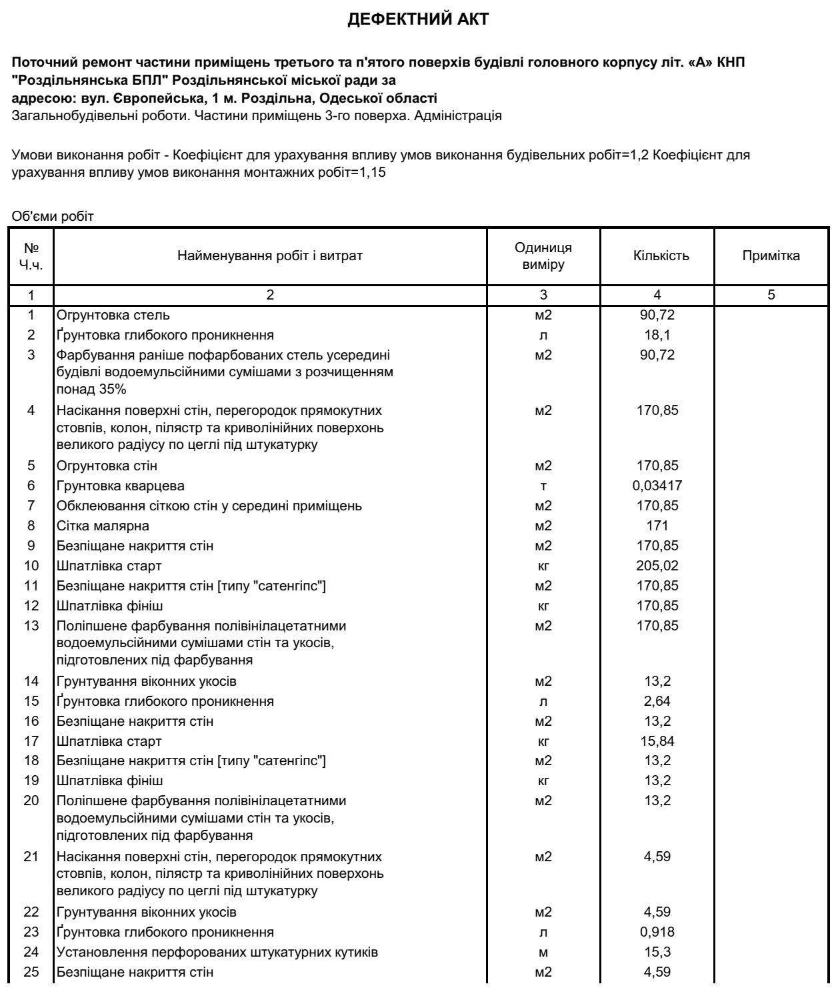 ДЕФЕКТНИЙ АКТ
Поточний ремонт частини приміщень третього та п'ятого поверхів будівлі головного корпусу літ. «А» КНП
"Роздільнянська БПЛ" Роздільнянської міської ради за
адресою: вул. Європейська, 1 м. Роздільна, Одеської області
Загальнобудівельні роботи. Частини приміщень 3-го поверха. Адміністрація
Умови виконання робіт - Коефіцієнт для урахування впливу умов виконання будівельних робіт=1,2 Коефіцієнт для
урахування впливу умов виконання монтажних робіт=1,15
Об'єми робіт
№ Ч.ч. Найменування робіт і витрат Одиниця виміру Кількість Примітка
1 2 3 4 5
1 Огрунтовка стель м2 90,72
2 Ґрунтовка глибокого проникнення л 18,1
3 Фарбування раніше пофарбованих стель усередині м2 90,72
будівлі водоемульсійними сумішами з розчищенням
понад 35%
4 Насікання поверхні стін, перегородок прямокутних м2 170,85
стовпів, колон, пілястр та криволінійних поверхонь
великого радіусу по цеглі під штукатурку
5 Огрунтовка стін м2 170,85
6 Грунтовка кварцева т 0,03417
7 Обклеювання сіткою стін у середині приміщень м2 170,85
8 Сітка малярна м2 171
9 Безпіщане накриття стін м2 170,85
10 Шпатлівка старт кг 205,02
11 Безпіщане накриття стін [типу "сатенгіпс"] м2 170,85
12 Шпатлівка фініш кг 170,85
13 Поліпшене фарбування полівінілацетатними м2 170,85
водоемульсійними сумішами стін та укосів,
підготовлених під фарбування
14 Грунтування віконних укосів м2 13,2
15 Ґрунтовка глибокого проникнення л 2,64
16 Безпіщане накриття стін м2 13,2
17 Шпатлівка старт кг 15,84
18 Безпіщане накриття стін [типу "сатенгіпс"] м2 13,2
19 Шпатлівка фініш кг 13,2
20 Поліпшене фарбування полівінілацетатними м2 13,2
водоемульсійними сумішами стін та укосів,
підготовлених під фарбування
21 Насікання поверхні стін, перегородок прямокутних м2 4,59
стовпів, колон, пілястр та криволінійних поверхонь
великого радіусу по цеглі під штукатурку
22 Грунтування віконних укосів м2 4,59
23 Ґрунтовка глибокого проникнення л 0,918
24 Установлення перфорованих штукатурних кутиків м 15,3
25 Безпіщане накриття стін м2 4,59